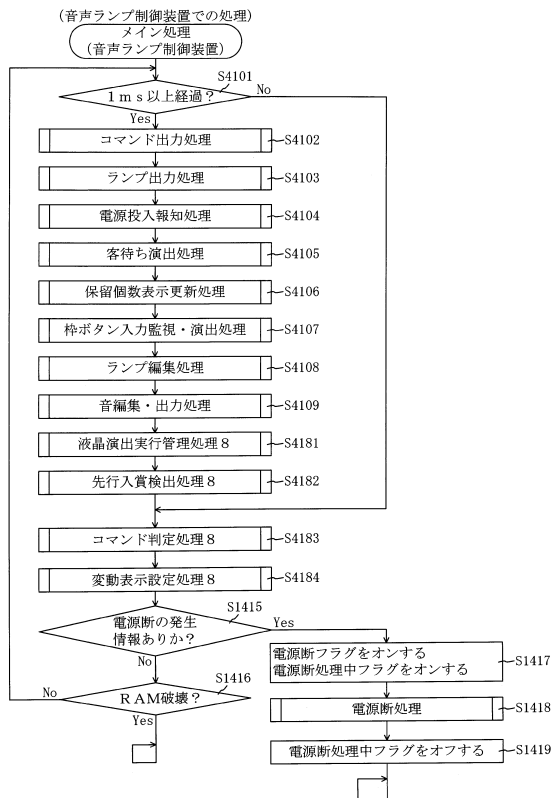 (音声ランプ制御装置での処理)
メイン処理
(音声ランプ制御装置)
S4101
1ms以上経過?
No
Yes
コマンド出力処理
S4102
ランプ出力処理
S4103
電源投入報知処理
S4104
客待ち演出処理
S4105
保留個数表示更新処理
S4106
枠ボタン入力監視・演出処理
S4107
ランプ編集処理
S4108
音編集・出力処理
S4109
液晶演出実行管理処理8
S4181
先行入賞検出処理8
S4182
コマンド判定処理8
S4183
変動表示設定処理8
S4184
電源断の発生
情報ありか?
S1415
Yes
No
電源断フラグをオンする
電源断処理中フラグをオンする
S1417
RAM破壊?
S1416
No
Yes
電源断処理
S1418
電源断処理中フラグをオフする
S1419